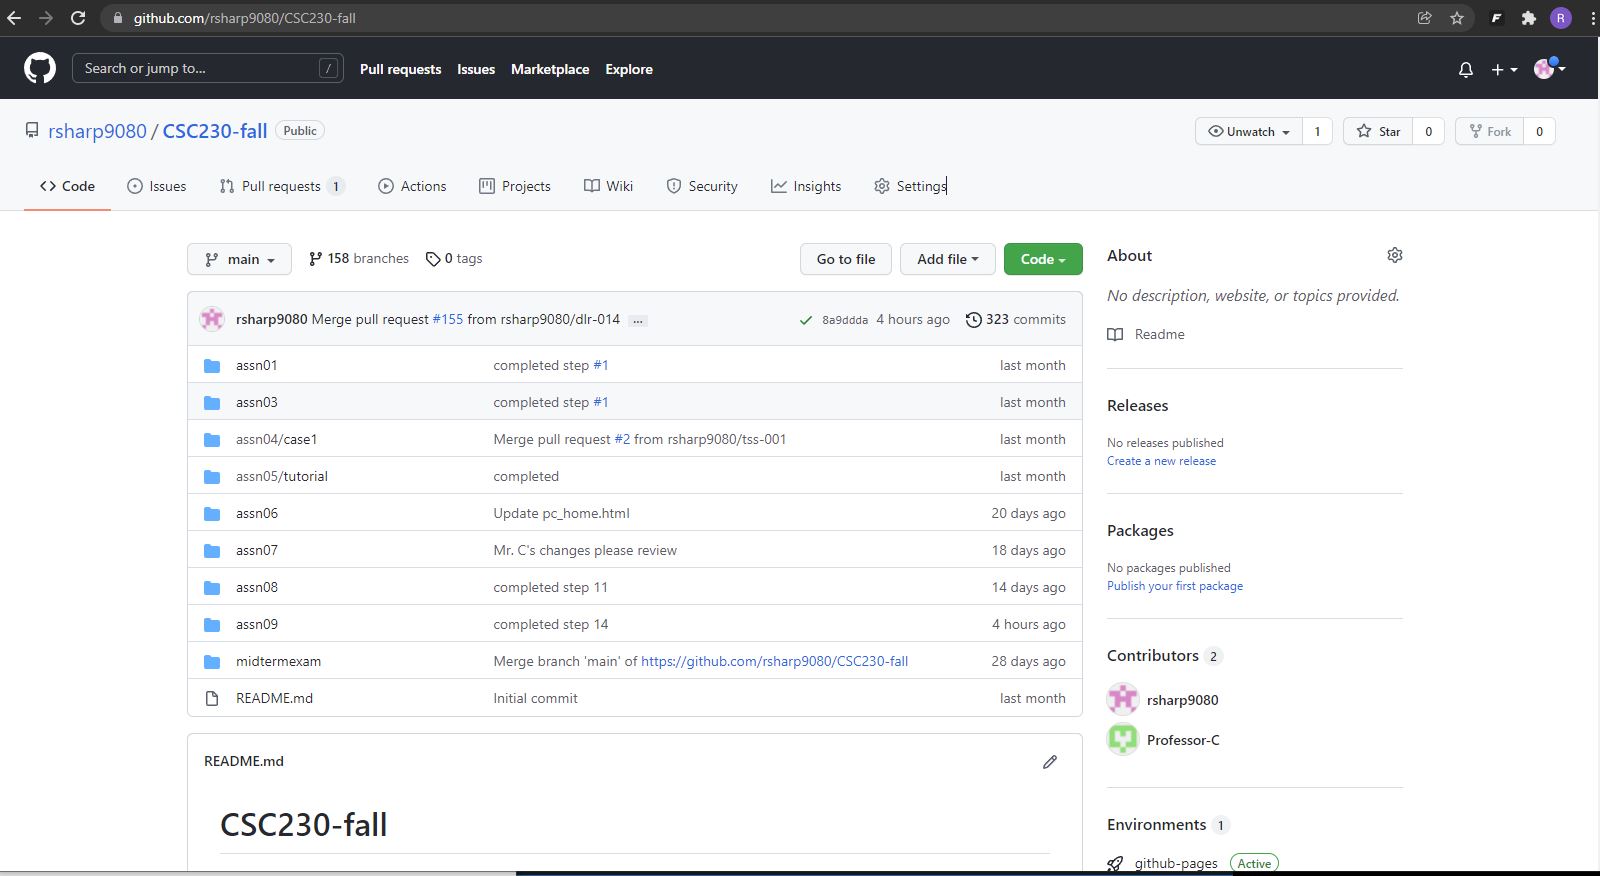 github.com/rsharp9080/CSC230-fall
F
R
Search or jump to...
/
Pull requests
Issues
Marketplace
Explore
rsharp9080 / CSC230-fall
Public
Unwatch 1
Star 0
Fork 0
Code
Issues
Pull requests 1
Actions
Projects
Wiki
Security
Insights
Settings
main
158 branches
0 tags
Go to file
Add file
Code
rsharp9080 Merge pull request #155 from rsharp9080/dlr-014 ... 8a9ddda 4 hours ago 323 commits
assn01 completed step #1 last month
assn03 completed step #1 last month
assn04/case1 Merge pull request #2 from rsharp9080/tss-001 last month
assn05/tutorial completed last month
assn06 Update pc_home.html 20 days ago
assn07 Mr. C's changes please review 18 days ago
assn08 completed step 11 14 days ago
assn09 completed step 14 4 hours ago
midtermexam Merge branch 'main' of https://github.com/rsharp9080/CSC230-fall 28 days ago
README.md Initial commit last month
README.md
CSC230-fall
About
No description, website, or topics provided.
Readme
Releases
No releases published
Create a new release
Packages
No packages published
Publish your first package
Contributors 2
rsharp9080
Professor-C
Environments 1
github-pages Active